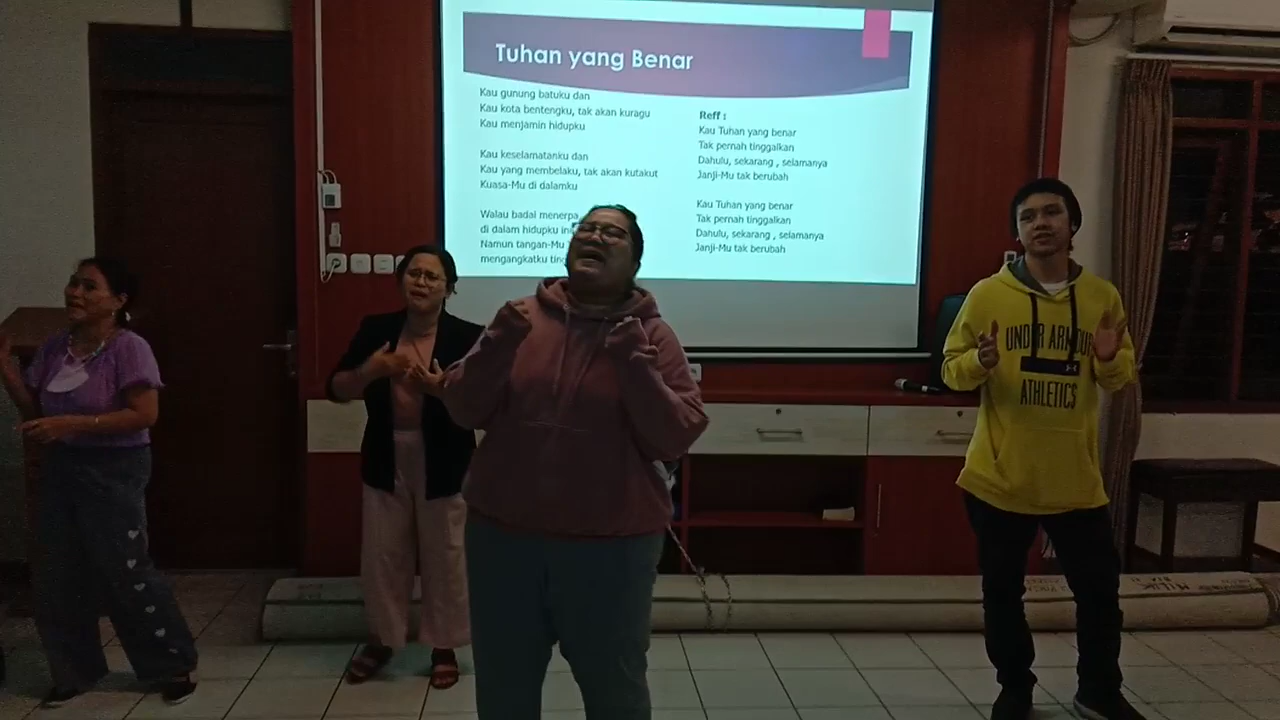 Tuhan yang Benar
Kau gunung batuku dan
Kau kota bentengku, tak akan kuragu
Kau menjamin hidupku
Kau keselamatanku dan
Kau yang membelaku, tak akan kutakut
Kuasa-Mu di dalamku
Walau badai menerpa
di dalam hidupku
Namun tangan-Mu
mengangkatku
Reff :
Kau Tuhan yang benar
Tak pernah tinggalkan
Dahulu, sekarang , selamanya
Janji-Mu tak berubah
Kau Tuhan yang benar
Tak pernah tinggalkan
Dahulu, sekarang , selamanya
Janji-Mu tak berubah
UNDER ARMOUR
ATHLETICS
MILIK